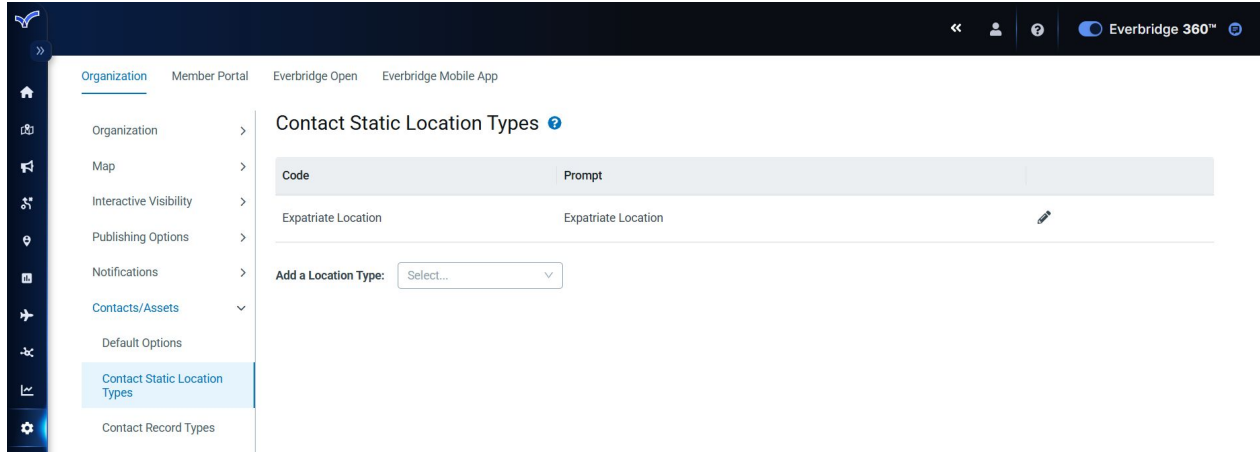 Everbridge 360™
Organization Member Portal Everbridge Open Everbridge Mobile App
Organization
Map
Interactive Visibility
Publishing Options
Notifications
Contacts/Assets
Default Options
Contact Static Location
Types
Contact Record Types
Contact Static Location Types
Code Prompt
Expatriate Location Expatriate Location
Add a Location Type: Select...